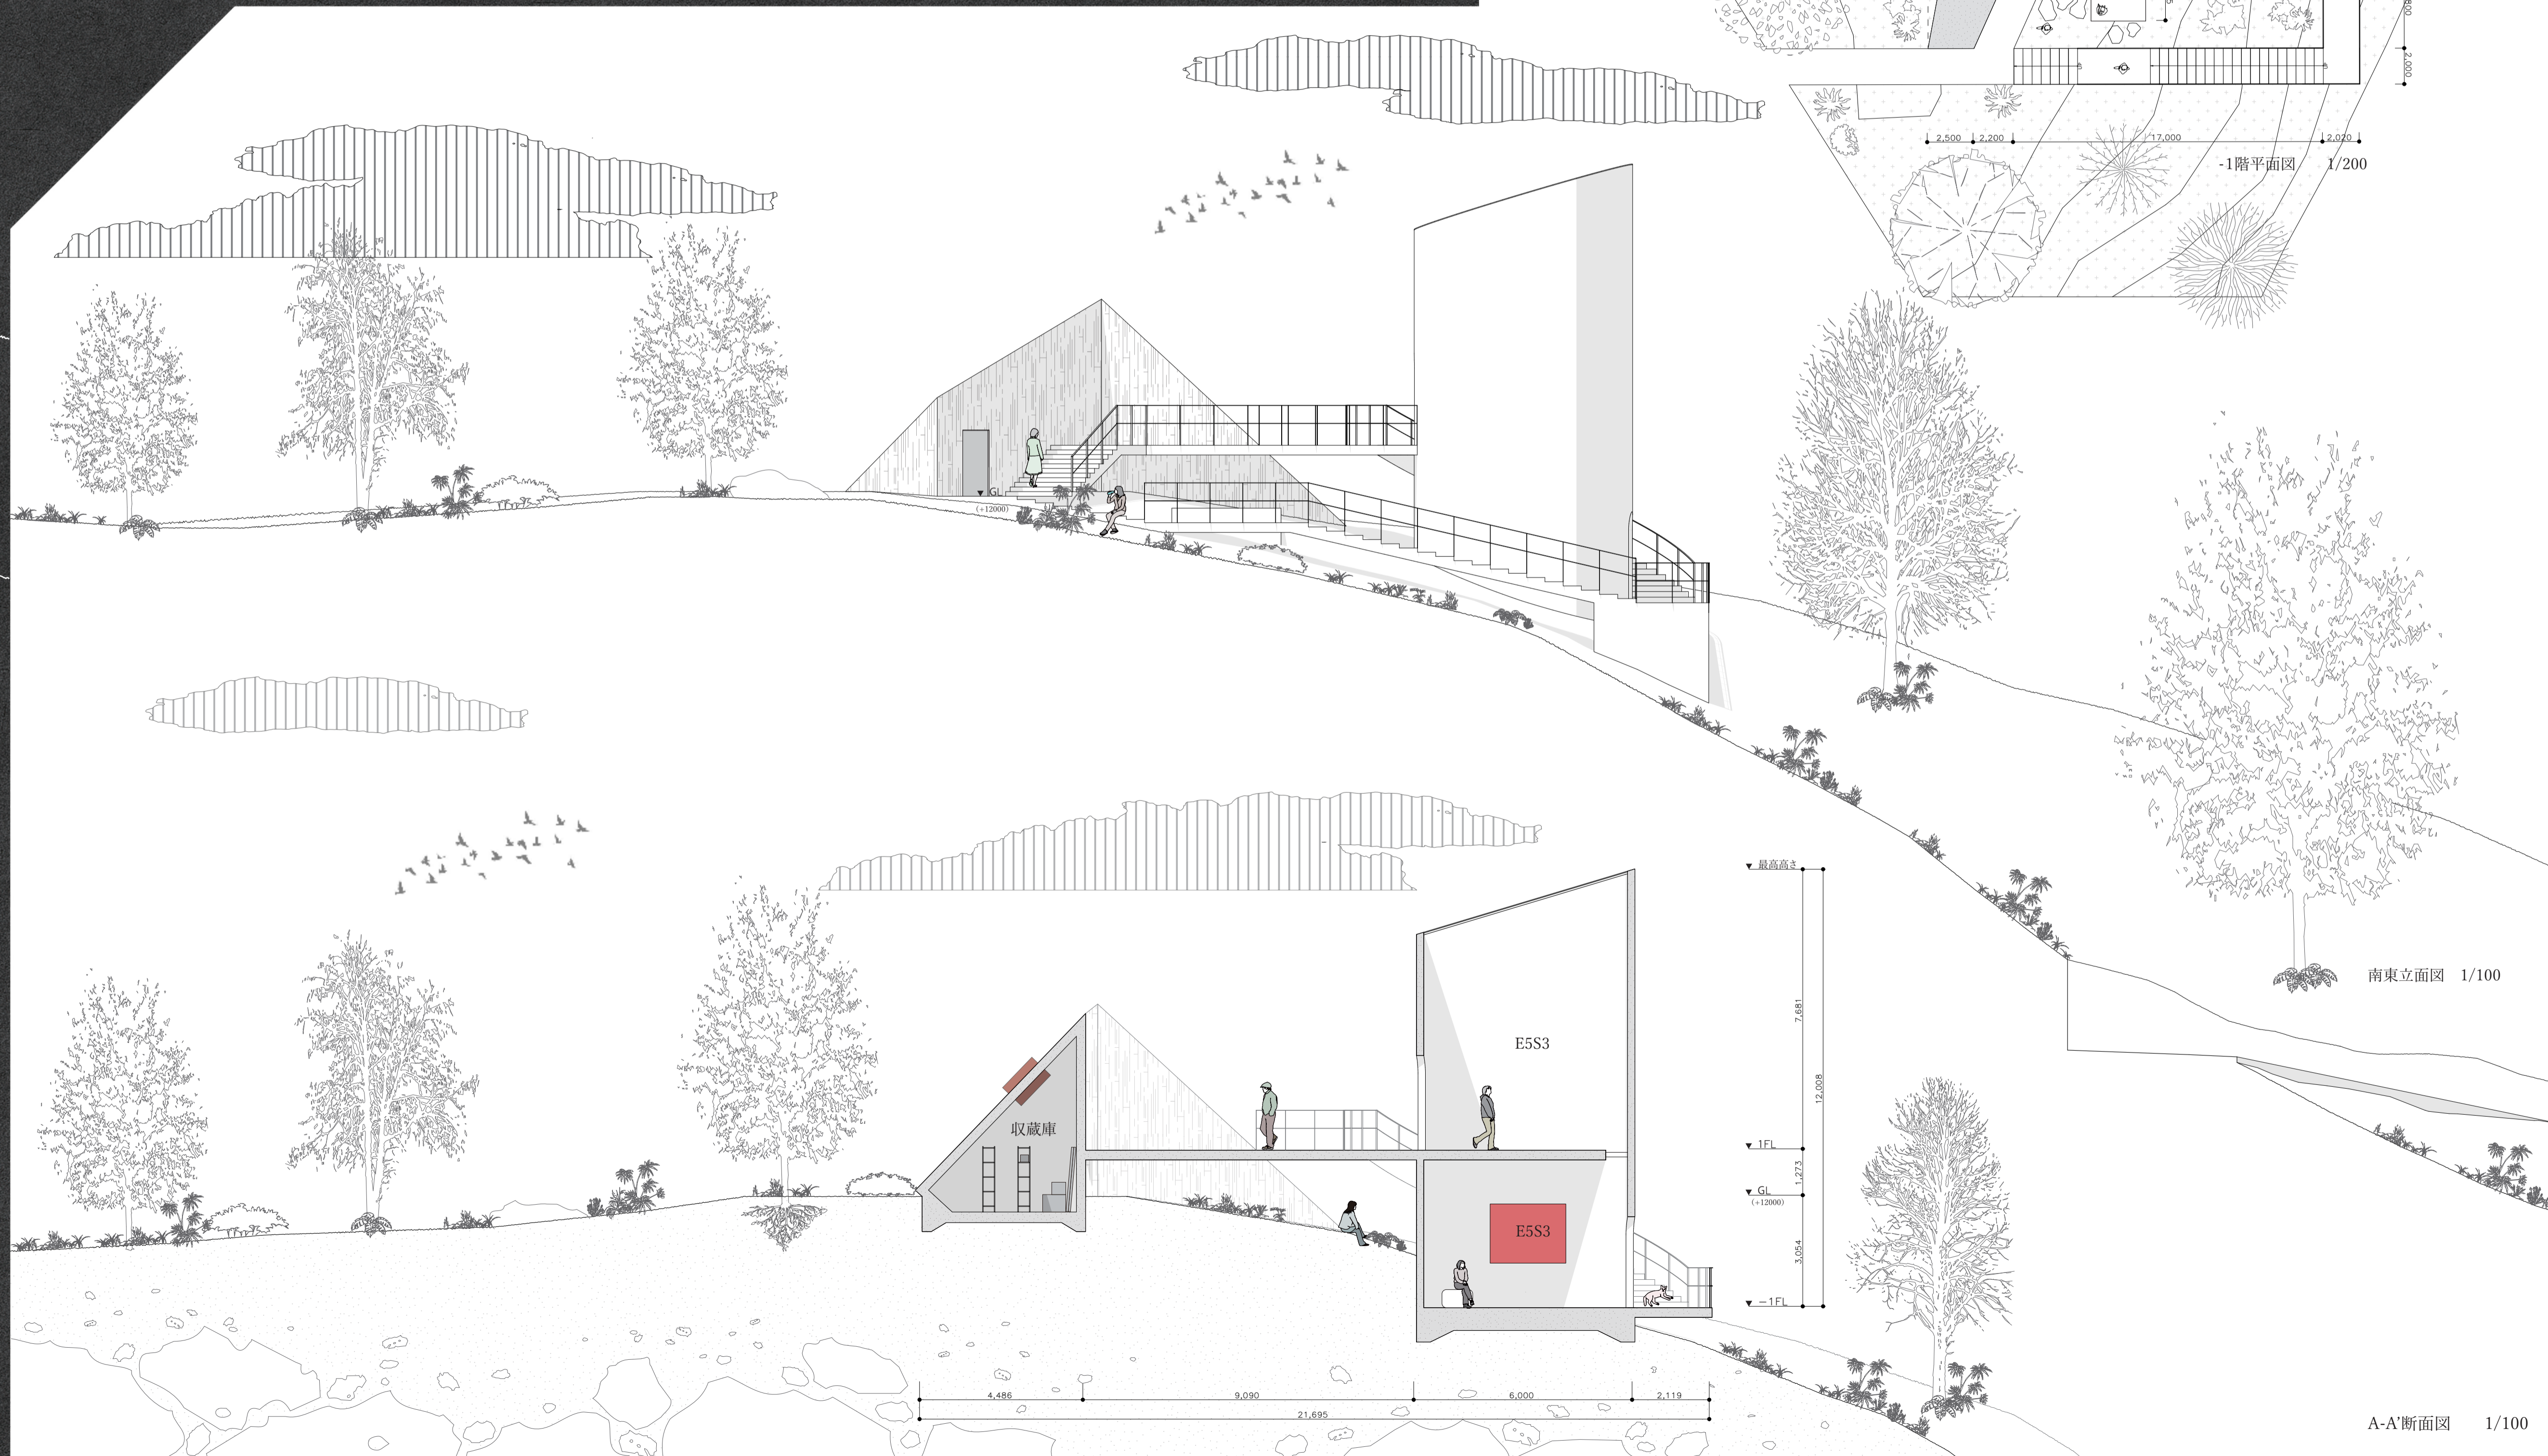 800
2,000
2,500
2,200
17,000
2,020
-1階平面図 1/200
GL
(+12000)
南東立面図 1/100
最高高さ
7,681
12,008
E5S3
収蔵庫
1FL
1,273
GL
(+12000)
E5S3
3,054
-1FL
4,486
9,090
6,000
2,119
21,695
A-A'断面図 1/100